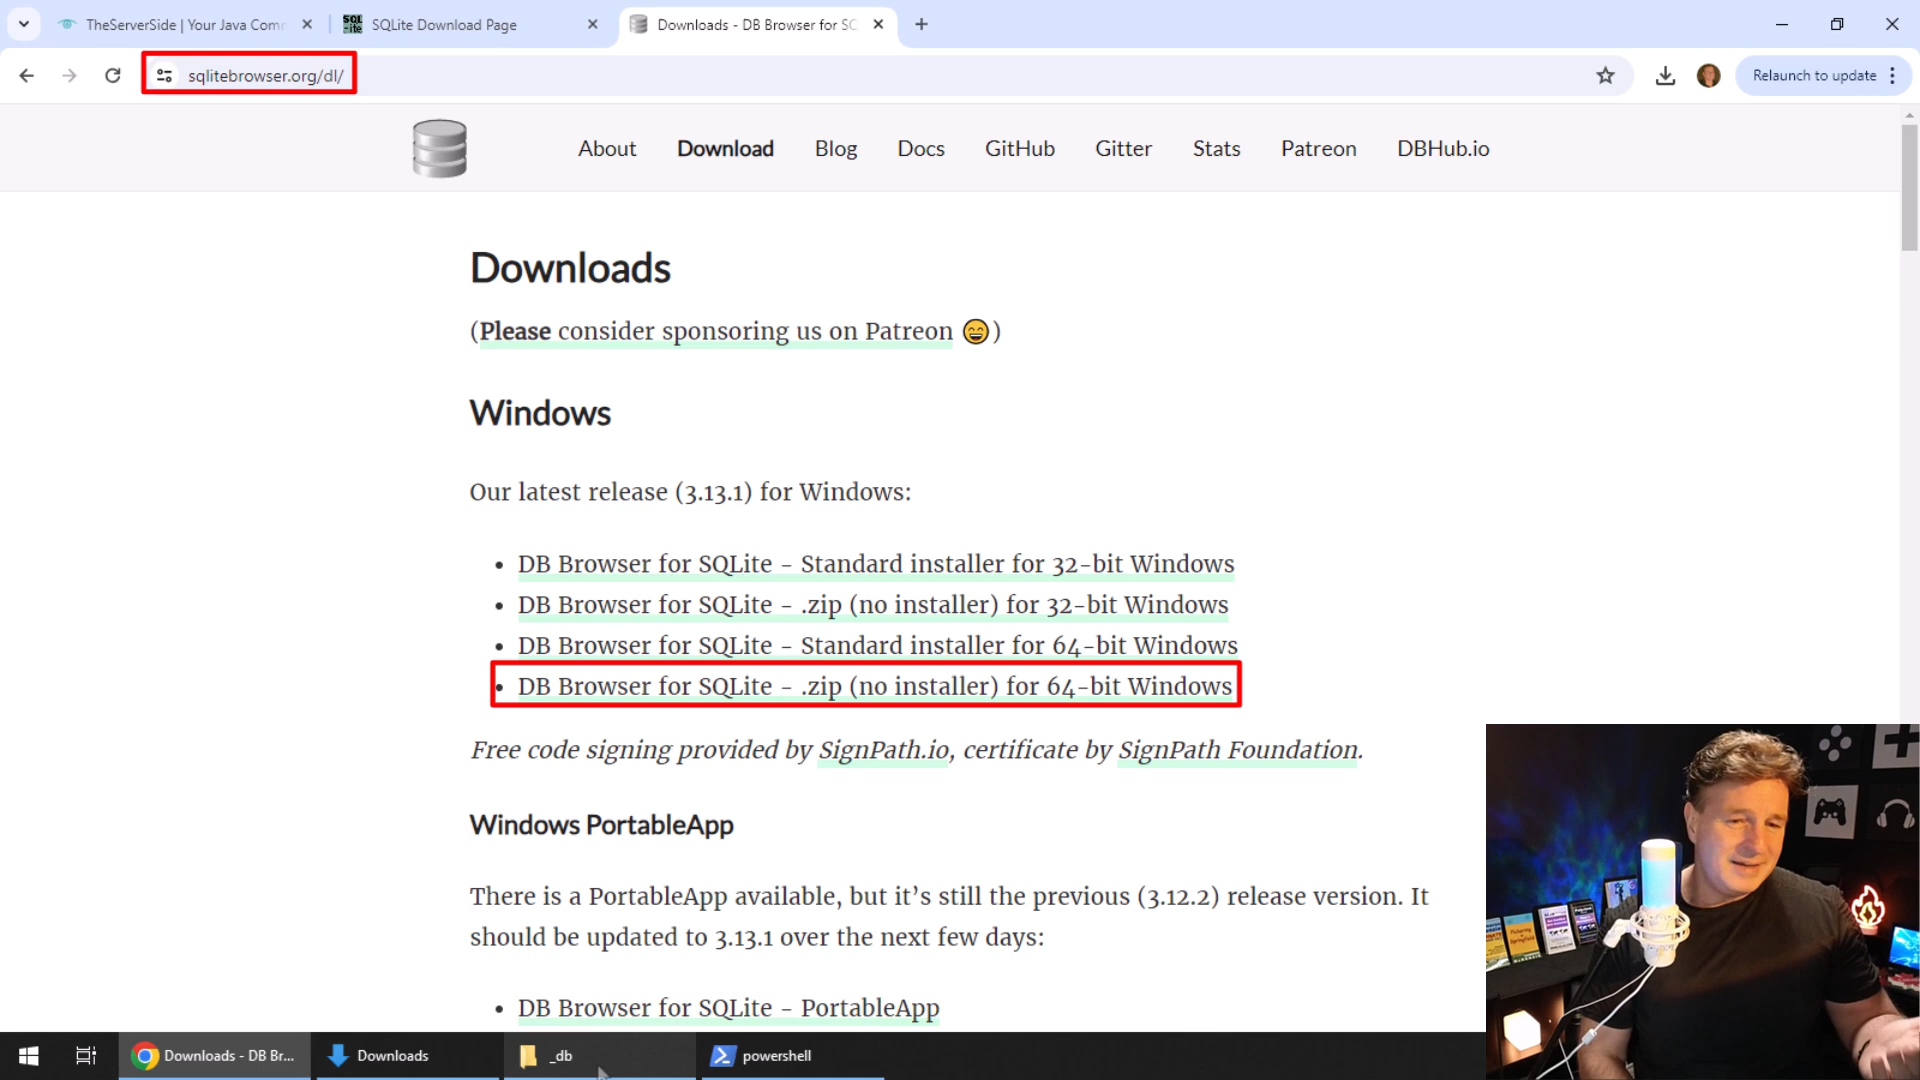 TheServerSide | Your Java Com
SQLite Download Page
Downloads - DB Browser for SQ
sqlitebrowser.org/dl/
Relaunch to update
About
Download
Blog
Docs
GitHub
Gitter
Stats
Patreon
DBHub.io
Downloads
(Please consider sponsoring us on Patreon 😄)
Windows
Our latest release (3.13.1) for Windows:
• DB Browser for SQLite - Standard installer for 32-bit Windows
• DB Browser for SQLite - .zip (no installer) for 32-bit Windows
• DB Browser for SQLite - Standard installer for 64-bit Windows
• DB Browser for SQLite - .zip (no installer) for 64-bit Windows
Free code signing provided by SignPath.io, certificate by SignPath Foundation.
Windows PortableApp
There is a PortableApp available, but it's still the previous (3.12.2) release version. It
should be updated to 3.13.1 over the next few days:
• DB Browser for SQLite - PortableApp
Downloads - DB Br...
Downloads
_db
powershell